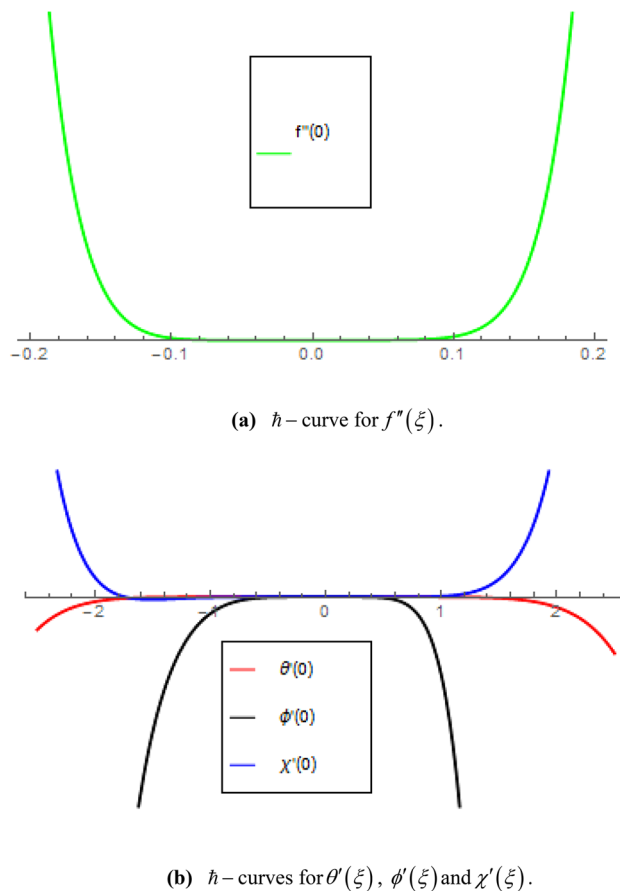 f''(0)
−0.2 −0.1 0.0 0.1 0.2
(a) ℏ – curve for f″(ξ).
−2 −1 0 1 2
θ'(0)
ϕ'(0)
χ'(0)
(b) ℏ – curves for θ′(ξ), ϕ′(ξ) and χ′(ξ).